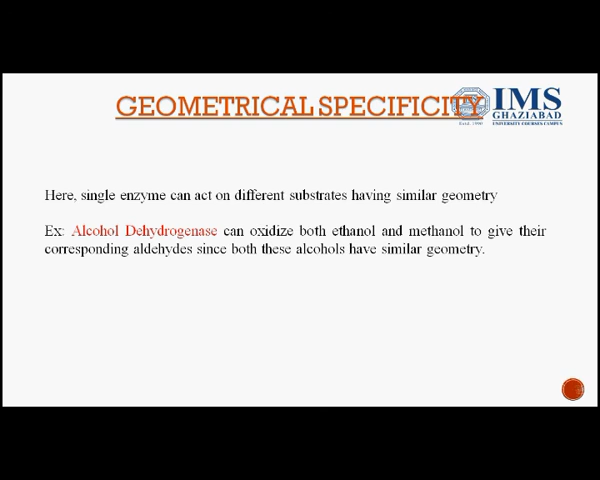 GEOMETRICAL SPECIFICITY
IMS
GHAZIABAD
UNIVERSITY COURSES CAMPUS
Here, single enzyme can act on different substrates having similar geometry
Ex: Alcohol Dehydrogenase can oxidize both ethanol and methanol to give their
corresponding aldehydes since both these alcohols have similar geometry.